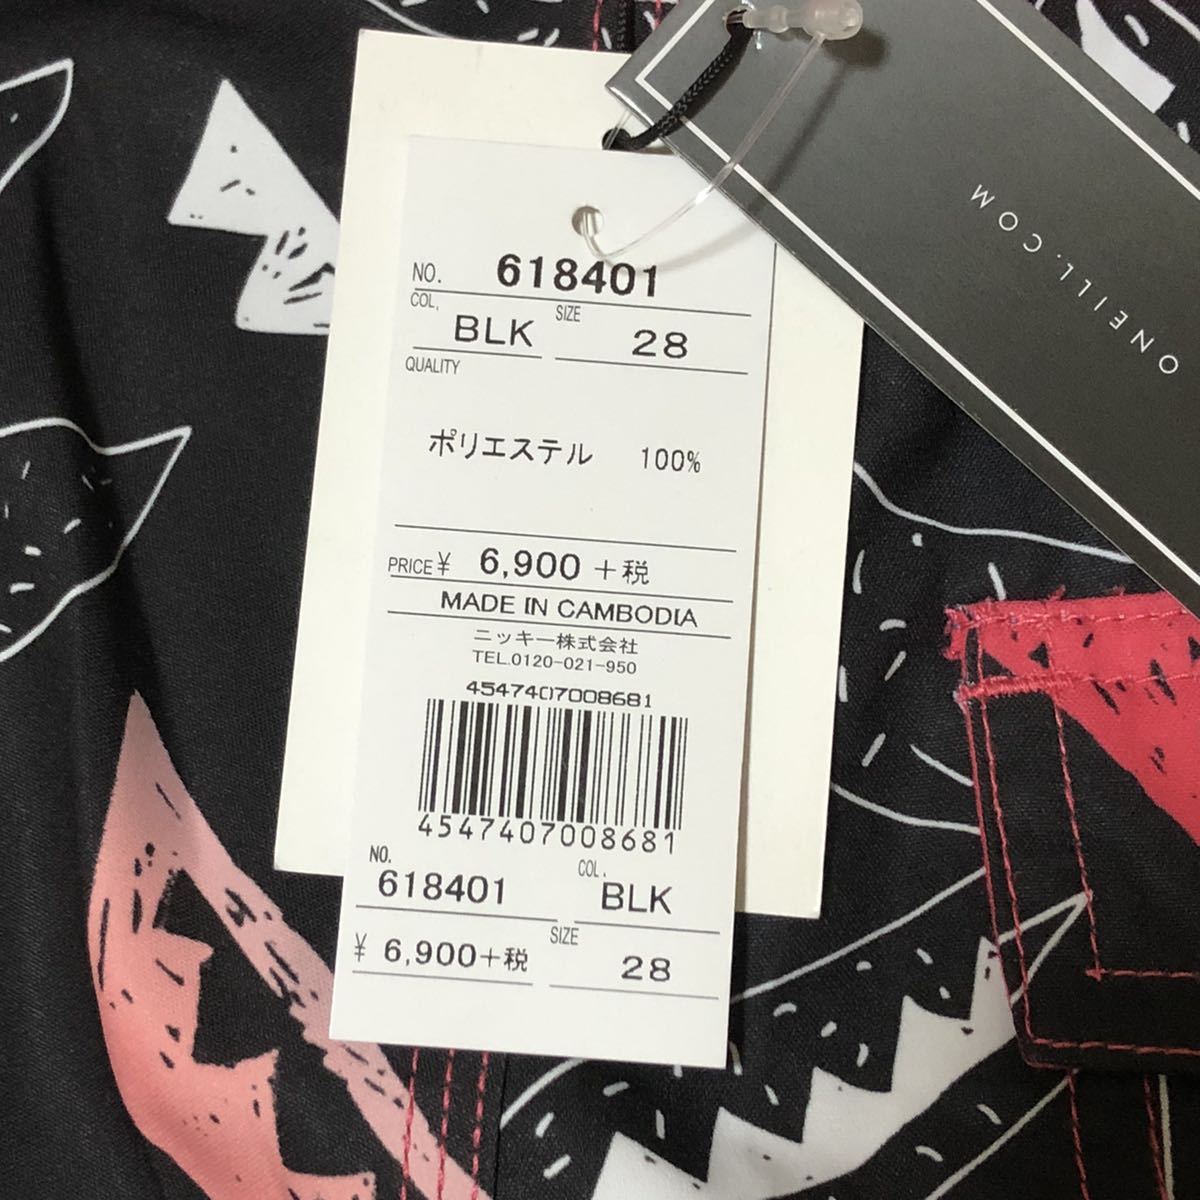 ONEILL.COM
NO. 618401
COL. BLK SIZE 28
QUALITY
ポリエステル 100%
PRICE ¥ 6,900 +税
MADE IN CAMBODIA
ニッキー株式会社
TEL.0120-021-950
4547407008681
4547407008681
NO. 618401 COL. BLK
¥ 6,900+税 SIZE 28